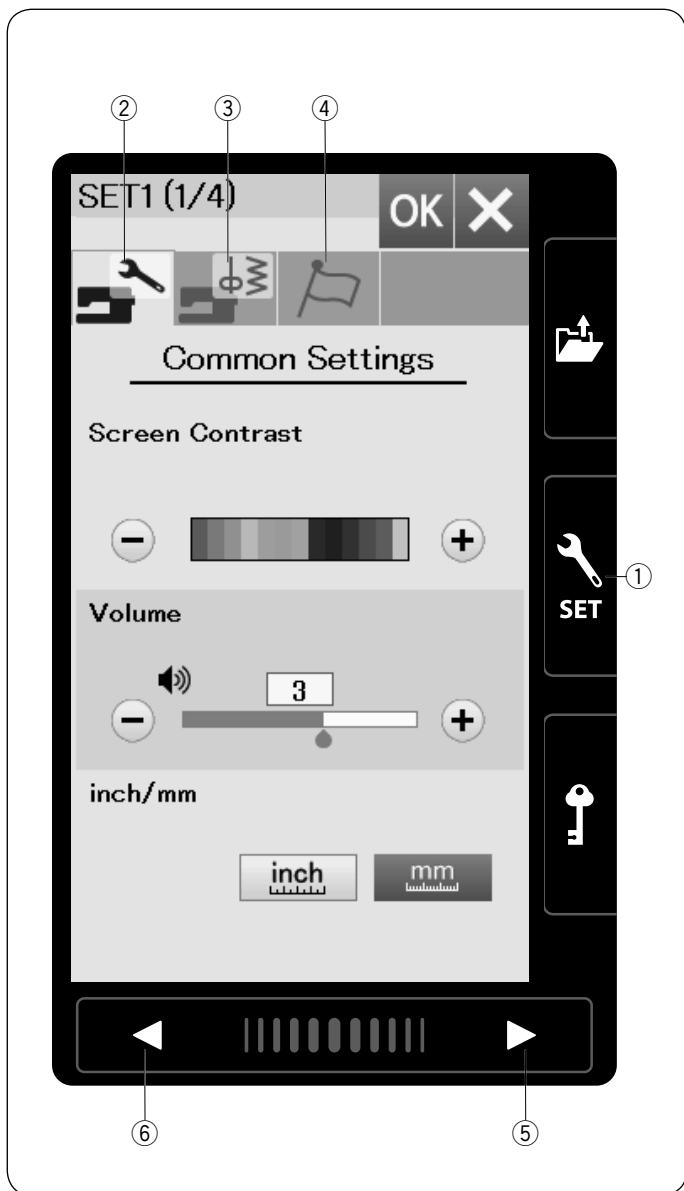 ② ③ ④
SET1 (1/4)
OK
Common Settings
Screen Contrast
①
SET
Volume
3
inch/mm
inch
mm
⑥ ⑤